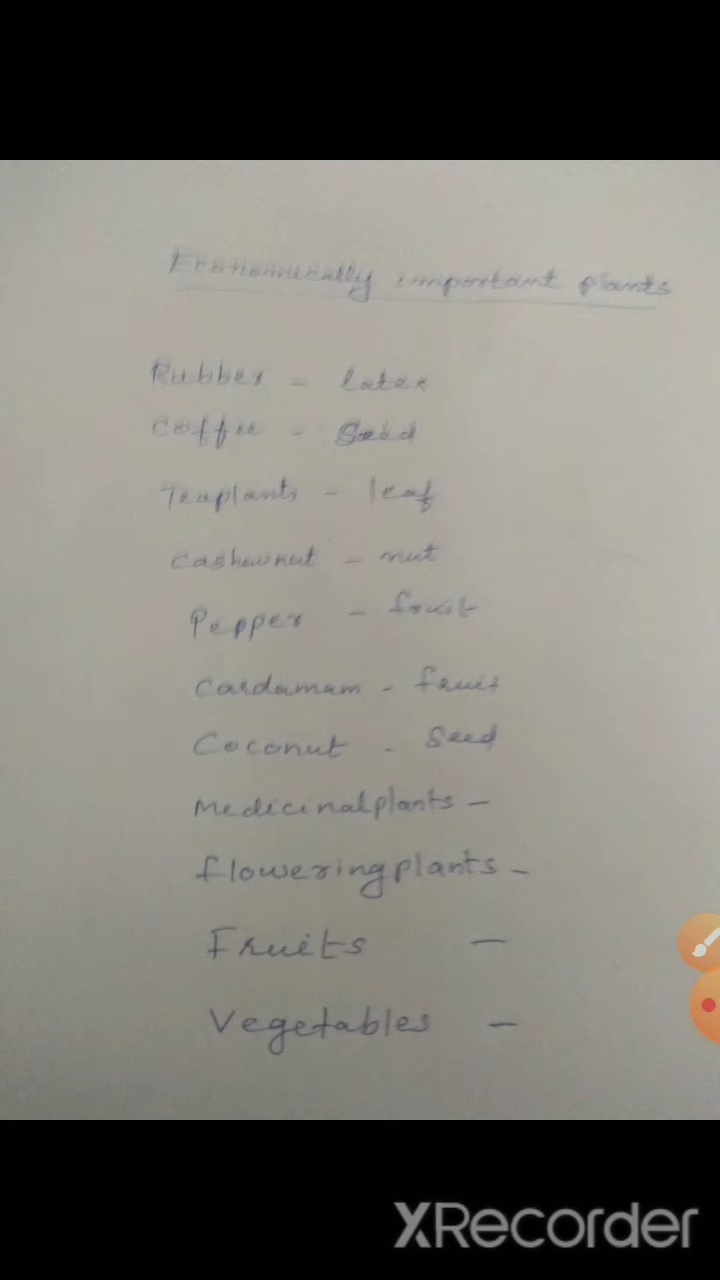 Economically important plants
Rubber - latex
Coffee - Seed
Teaplants - leaf
Cashewnut - nut
Pepper - fruit
Cardamam - fruit
Coconut - Seed
Medicinalplants -
floweringplants -
Fruits -
Vegetables -
XRecorder